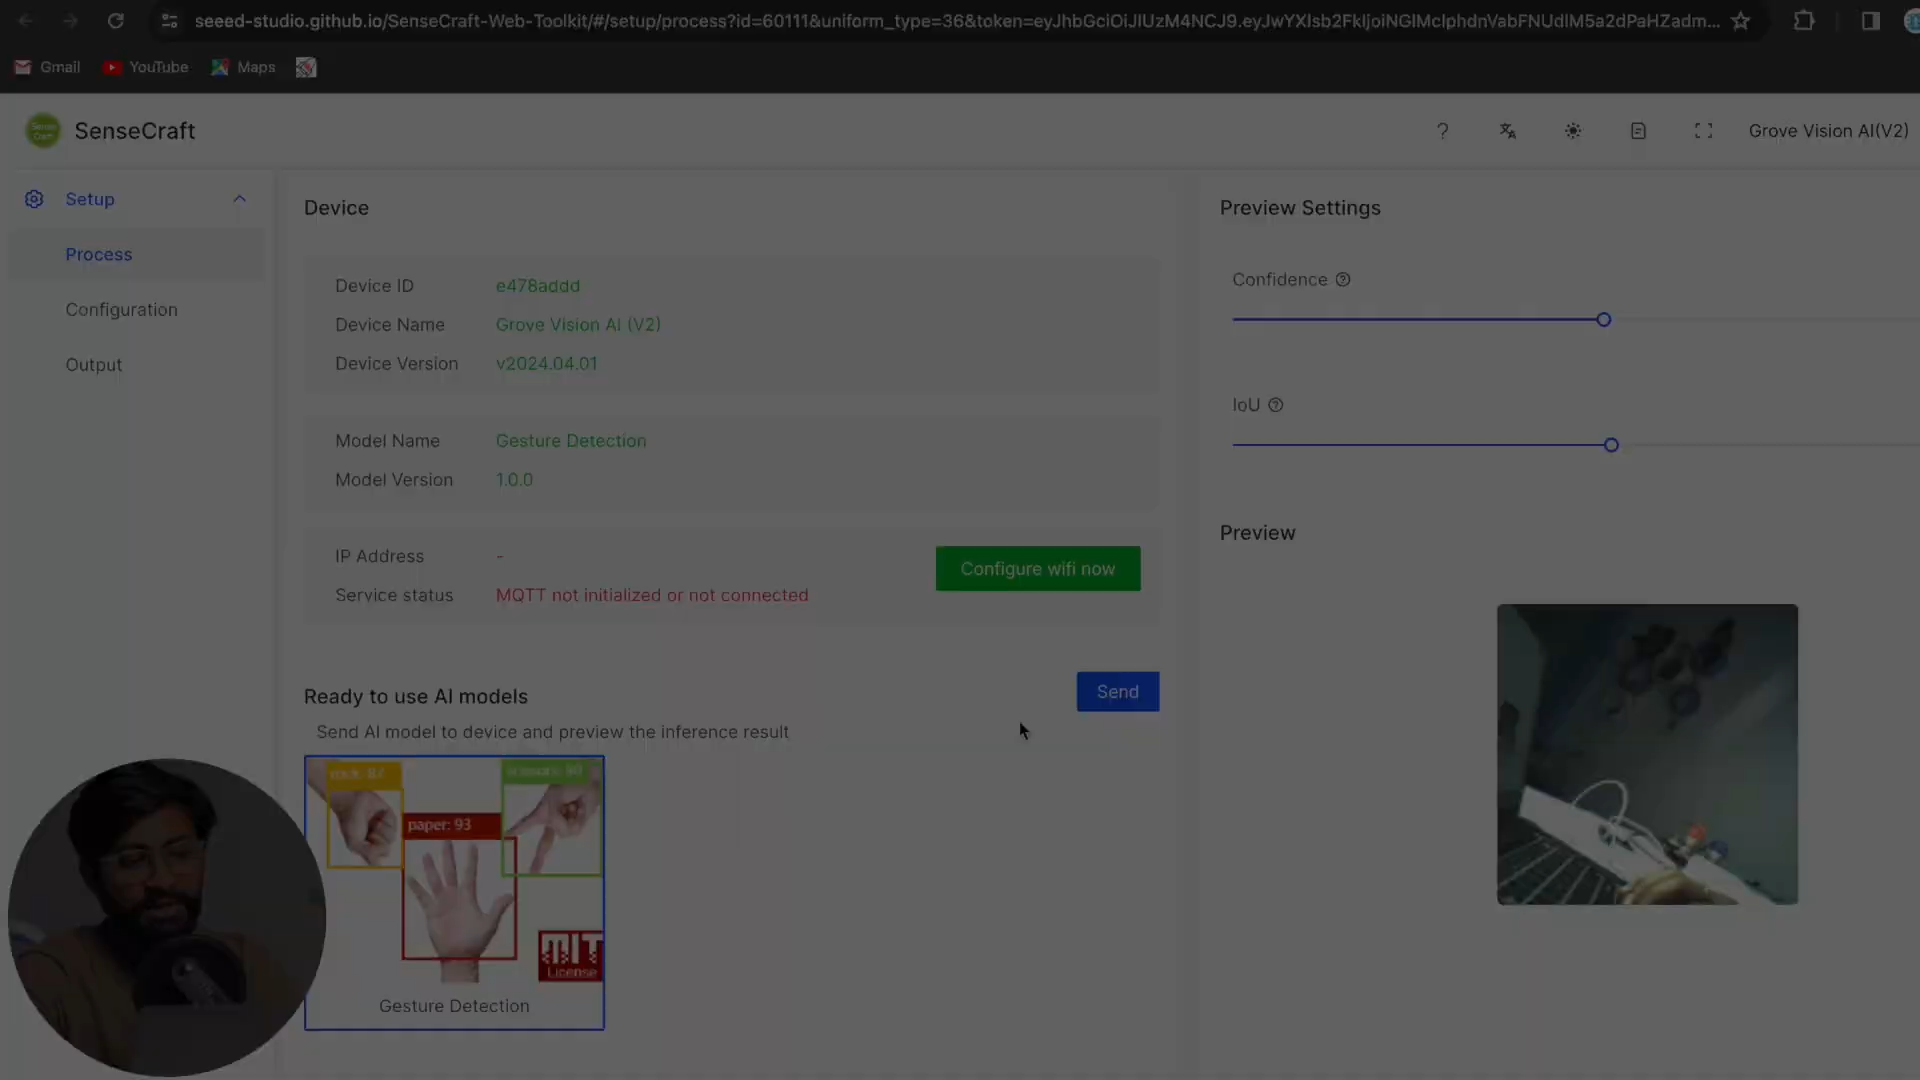 seeed-studio.github.io/SenseCraft-Web-Toolkit/#/setup/process?id=60111&uniform_type=36&token=
Gmail YouTube Maps
SenseCraft
? Grove Vision AI(V2)
Setup
Process
Configuration
Output
Device
Device ID e478addd
Device Name Grove Vision AI (V2)
Device Version v2024.04.01
Model Name Gesture Detection
Model Version 1.0.0
IP Address -
Service status MQTT not initialized or not connected
Configure wifi now
Ready to use AI models
Send
Send AI model to device and preview the inference result
paper: 93
MIT
License
Gesture Detection
Preview Settings
Confidence
IoU
Preview